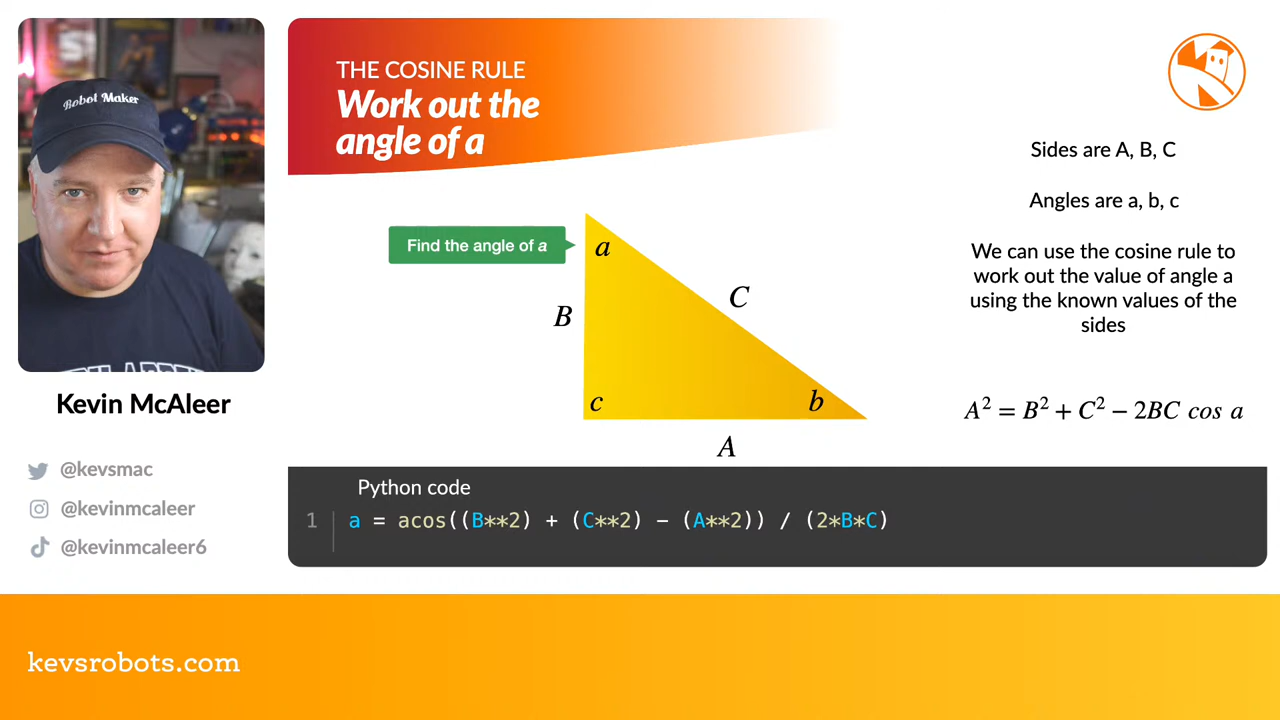 Bobot Maker
THE COSINE RULE
Work out the
angle of a
Sides are A, B, C
Angles are a, b, c
We can use the cosine rule to
work out the value of angle a
using the known values of the
sides
A² = B² + C² − 2BC cos a
Find the angle of a
a
B
C
c
b
A
Kevin McAleer
@kevsmac
@kevinmcaleer
@kevinmcaleer6
Python code
1 a = acos((B**2) + (C**2) − (A**2)) / (2*B*C)
kevsrobots.com